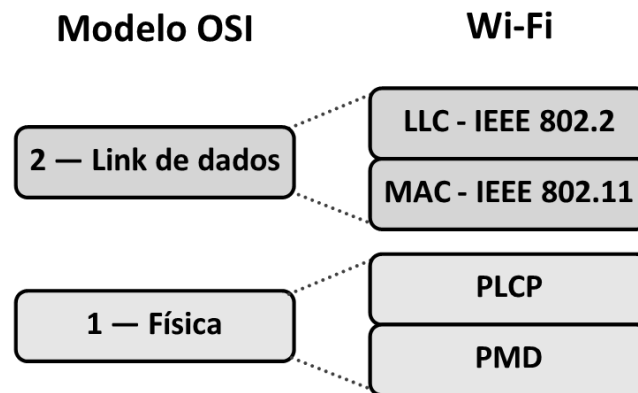 Modelo OSI
Wi-Fi
2 — Link de dados
LLC - IEEE 802.2
MAC - IEEE 802.11
1 — Física
PLCP
PMD